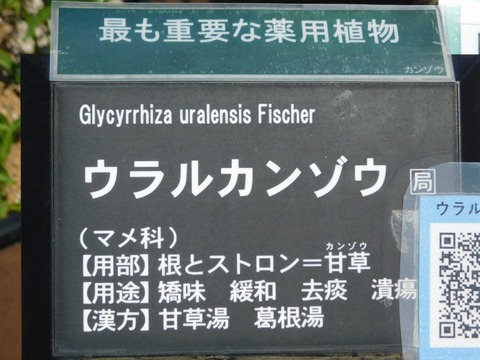 最も重要な薬用植物
カンゾウ
Glycyrrhiza uralensis Fischer
ウラルカンゾウ 局
(マメ科)
カンゾウ
【用部】根とストロン=甘草
【用途】矯味 緩和 去痰 潰瘍
【漢方】甘草湯 葛根湯
ウラル